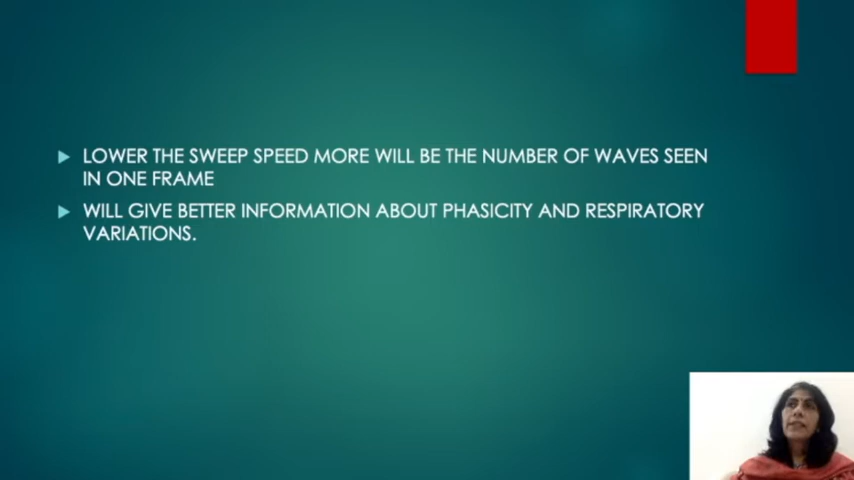 LOWER THE SWEEP SPEED MORE WILL BE THE NUMBER OF WAVES SEEN
IN ONE FRAME
WILL GIVE BETTER INFORMATION ABOUT PHASICITY AND RESPIRATORY
VARIATIONS.